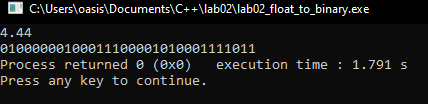 C:\Users\oasis\Documents\C++\lab02\lab02_float_to_binary.exe
4.44
01000000100011100001010001111011
Process returned 0 (0x0)   execution time : 1.791 s
Press any key to continue.